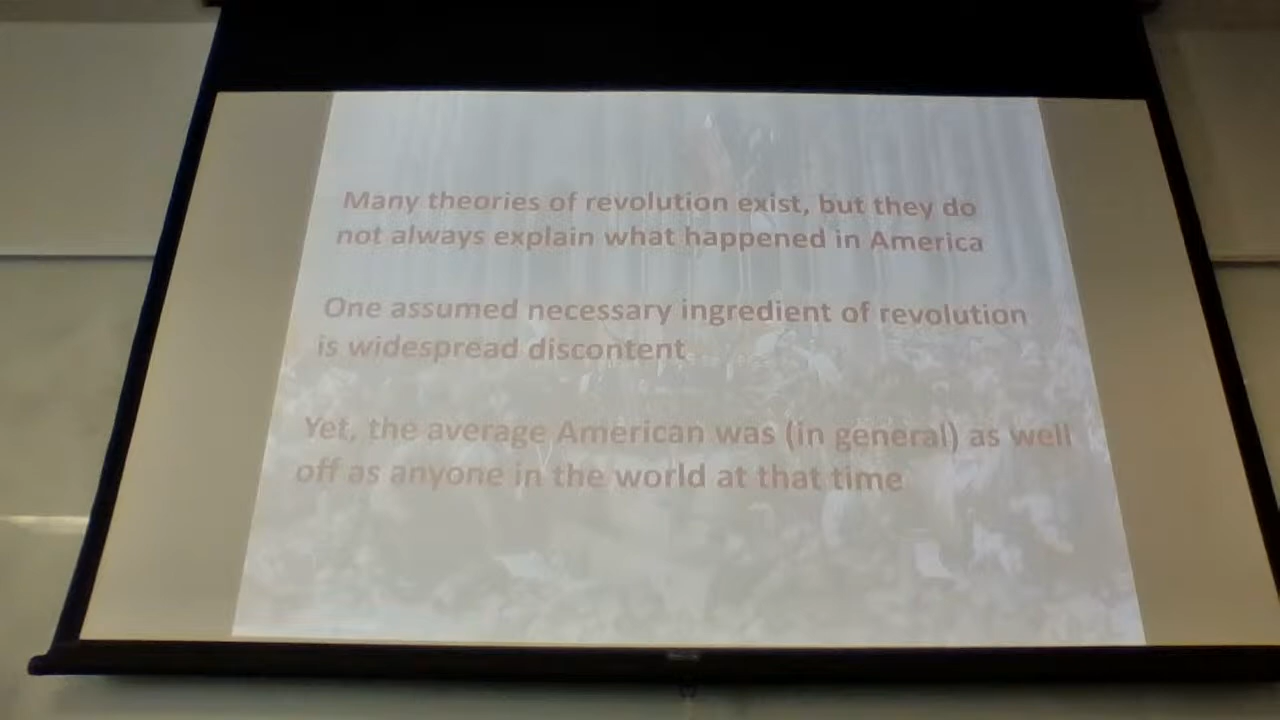 Many theories of revolution exist, but they do
not always explain what happened in America
One assumed necessary ingredient of revolution
is widespread discontent
Yet, the average American was (in general) as well
off as anyone in the world at that time